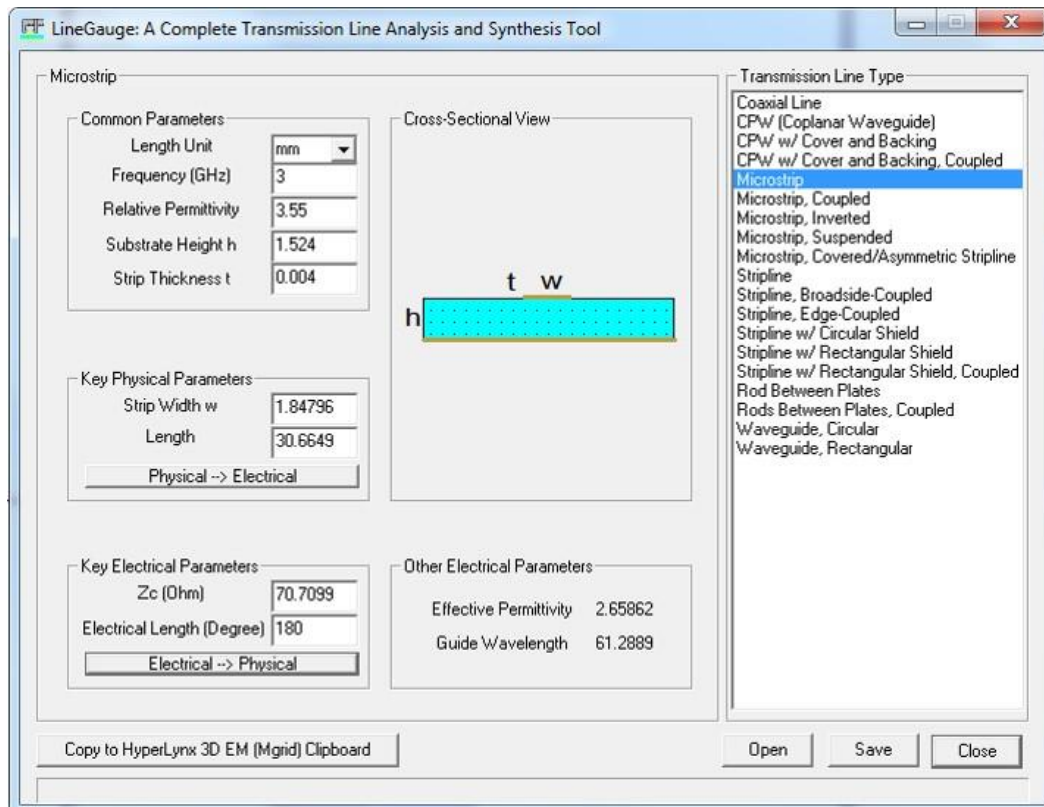 LineGauge: A Complete Transmission Line Analysis and Synthesis Tool
Microstrip
Common Parameters
Length Unit mm
Frequency (GHz) 3
Relative Permittivity 3.55
Substrate Height h 1.524
Strip Thickness t 0.004
Key Physical Parameters
Strip Width w 1.84796
Length 30.6649
Physical --> Electrical
Key Electrical Parameters
Zc (Ohm) 70.7099
Electrical Length (Degree) 180
Electrical --> Physical
Cross-Sectional View
t w
h
Other Electrical Parameters
Effective Permittivity 2.65862
Guide Wavelength 61.2889
Transmission Line Type
Coaxial Line
CPW (Coplanar Waveguide)
CPW w/ Cover and Backing
CPW w/ Cover and Backing, Coupled
Microstrip
Microstrip, Coupled
Microstrip, Inverted
Microstrip, Suspended
Microstrip, Covered/Asymmetric Stripline
Stripline
Stripline, Broadside-Coupled
Stripline, Edge-Coupled
Stripline w/ Circular Shield
Stripline w/ Rectangular Shield
Stripline w/ Rectangular Shield, Coupled
Rod Between Plates
Rods Between Plates, Coupled
Waveguide, Circular
Waveguide, Rectangular
Copy to HyperLynx 3D EM (Mgrid) Clipboard
Open
Save
Close